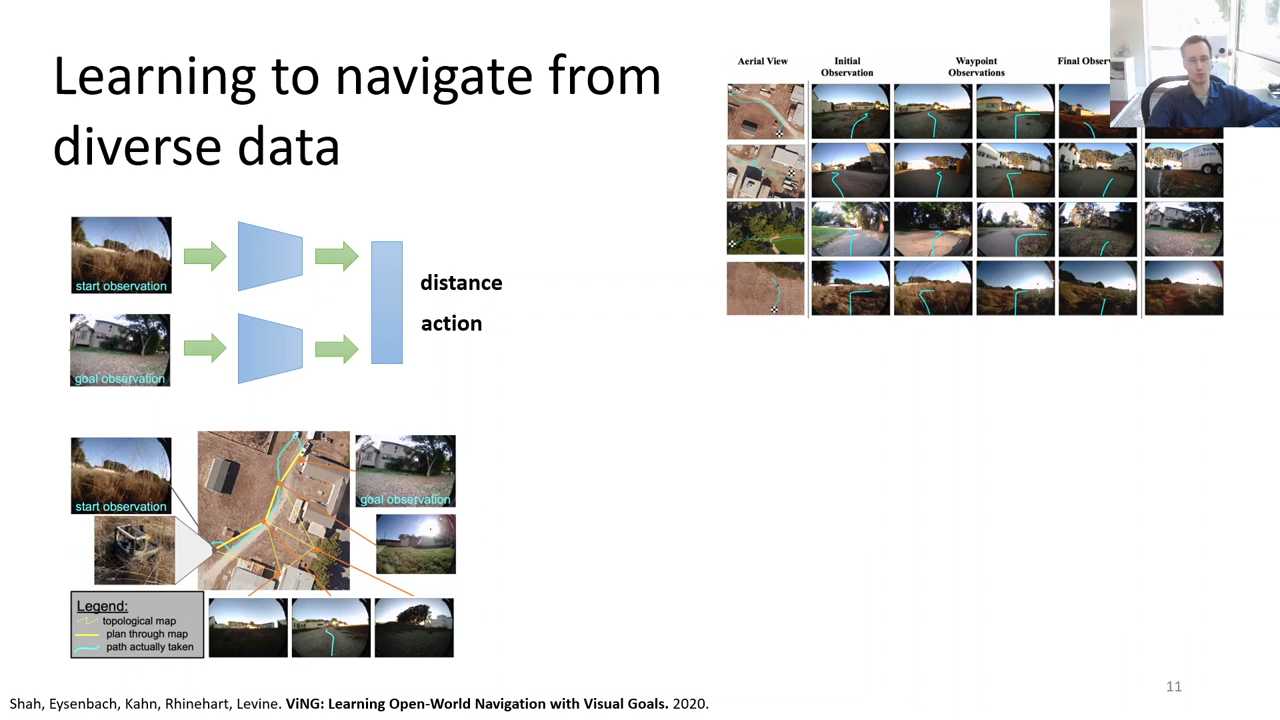 Learning to navigate from
diverse data
Aerial View
Initial
Observation
Waypoint
Observations
Final Obser
start observation
goal observation
distance
action
start observation
goal observation
Legend:
topological map
plan through map
path actually taken
11
Shah, Eysenbach, Kahn, Rhinehart, Levine. ViNG: Learning Open-World Navigation with Visual Goals. 2020.